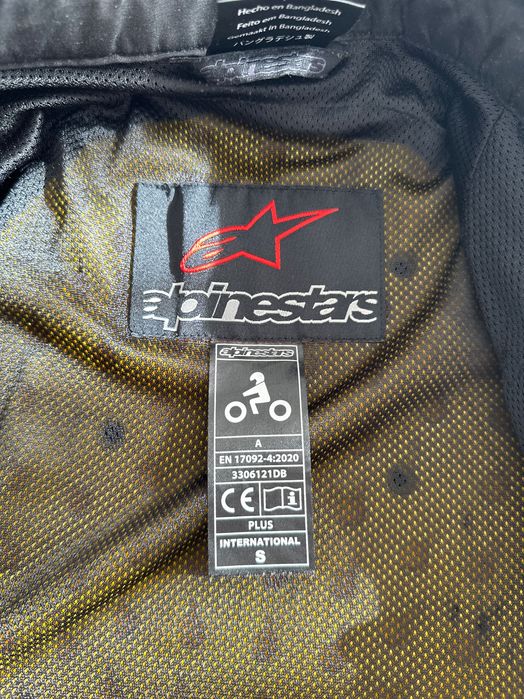 Hecho en Bangladesh
Feito em Bangladesh
Gemaakt in Bangladesh
バングラデシュ製
alpinestars
alpinestars
alpinestars
A
EN 17092-4:2020
3306121DB
CE i
PLUS
INTERNATIONAL
S